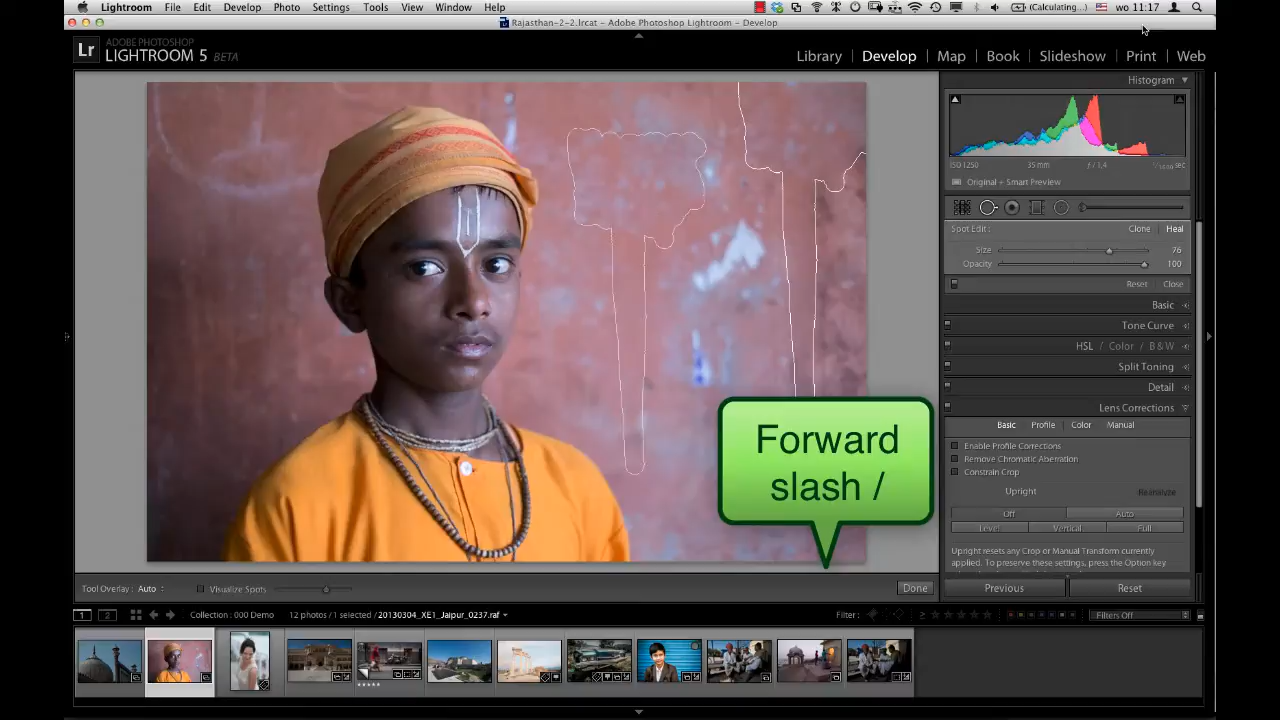 Lightroom File Edit Develop Photo Settings Tools View Window Help (Calculating...) wo 11:17
Rajasthan-2-2.lrcat - Adobe Photoshop Lightroom - Develop
Lr ADOBE PHOTOSHOP
LIGHTROOM 5 BETA
Library | Develop | Map | Book | Slideshow | Print | Web
Histogram
ISO 1250 35 mm ƒ / 1,4 sec
Original + Smart Preview
Spot Edit : Clone Heal
Size 76
Opacity 100
Reset Close
Basic
Tone Curve
HSL / Color / B & W
Split Toning
Detail
Lens Corrections
Basic Profile Color Manual
Enable Profile Corrections
Remove Chromatic Aberration
Constrain Crop
Upright Reanalyze
Off Auto
Level Vertical Full
Upright resets any Crop or Manual Transform currently
applied. To preserve these settings, press the Option key
Forward
slash /
Tool Overlay : Auto Visualize Spots Done
Previous Reset
1 2 Collection : 000 Demo 12 photos / 1 selected / 20130304_XE1_Jaipur_0237.raf Filter : Filters Off